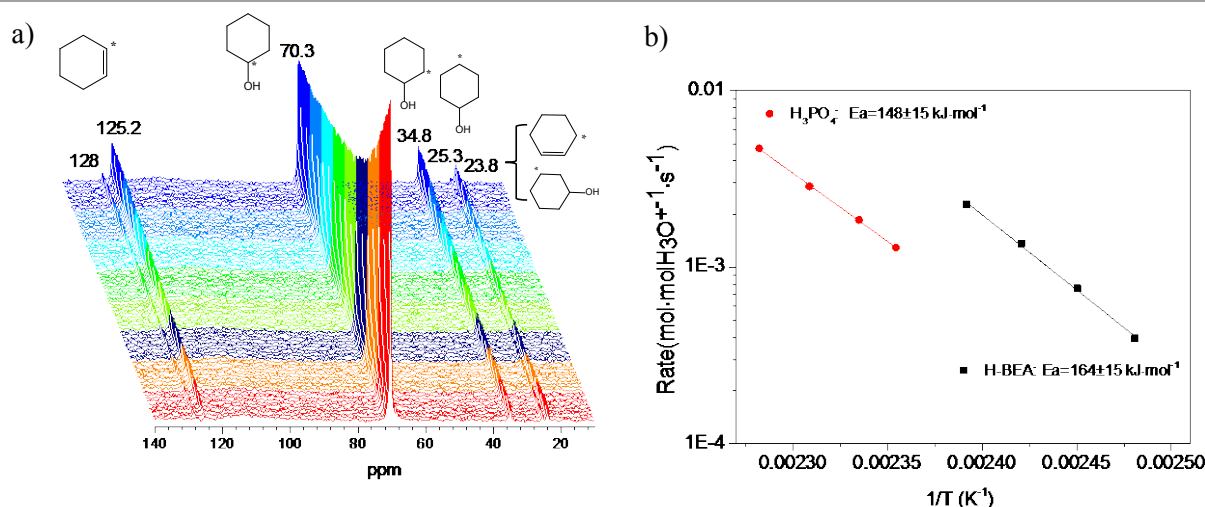 a)
*
OH
*
OH
*
*
OH
*
*
OH
128
125.2
70.3
34.8
25.3
23.8
140
120
100
80
60
40
20
ppm
b)
Rate(mol·molH3O+⁻¹·s⁻¹)
0.01
1E-3
1E-4
H₃PO₄⁻ Ea=148±15 kJ·mol⁻¹
H-BEA⁻ Ea=164±15 kJ·mol⁻¹
0.00230
0.00235
0.00240
0.00245
0.00250
1/T (K⁻¹)